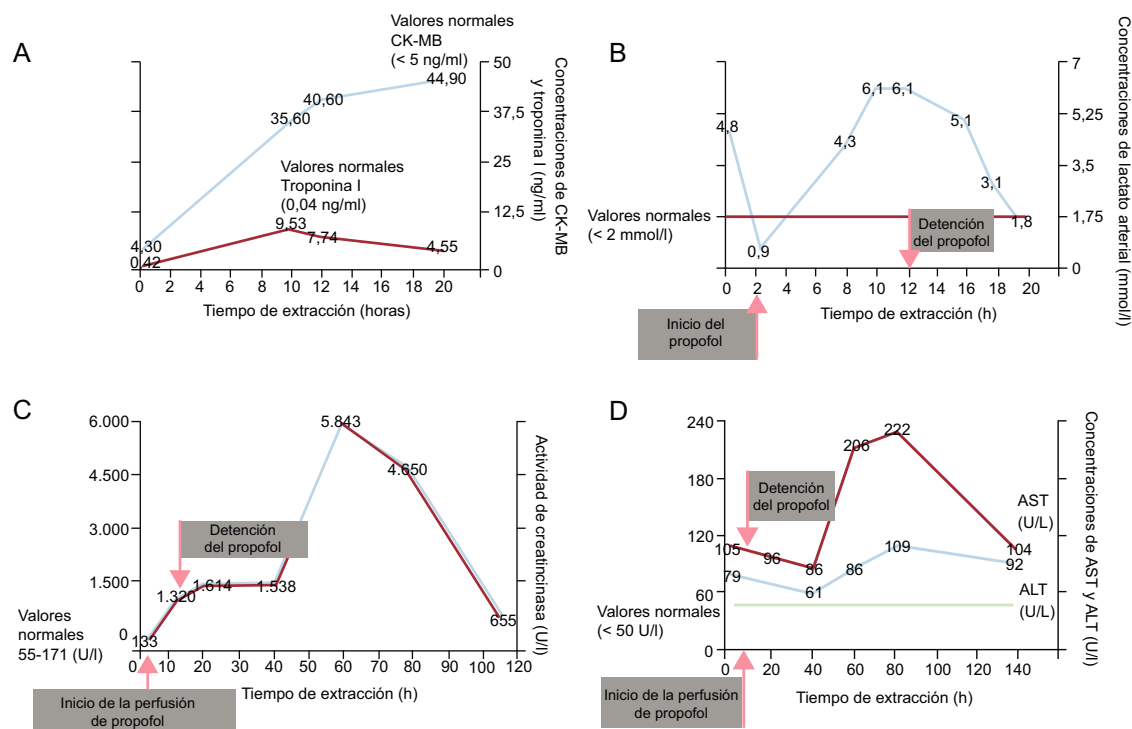 A
Valores normales
CK-MB
(< 5 ng/ml)
44,90
40,60
35,60
Valores normales
Troponina I
(0,04 ng/ml)
9,53
7,74
4,55
4,30
0,42
50
37,5
25
12,5
0
Concentraciones de CK-MB
y troponina I (ng/ml)
0 2 4 6 8 10 12 14 16 18 20
Tiempo de extracción (horas)
B
4,8
0,9
4,3
6,1
6,1
5,1
3,1
1,8
Valores normales
(< 2 mmol/l)
Detención
del propofol
7
5,25
3,5
1,75
0
Concentraciones de lactato arterial (mmol/l)
0 2 4 6 8 10 12 14 16 18 20
Tiempo de extracción (h)
Inicio del
propofol
C
6.000
4.500
3.000
1.500
0
5.843
4.650
Detención
del propofol
1.320
1.614
1.538
133
655
Valores
normales
55-171 (U/l)
Actividad de creatincinasa (U/l)
0 10 20 40 60 80 100 120
Tiempo de extracción (h)
Inicio de la perfusión
de propofol
D
240
180
120
60
0
222
206
Detención
del propofol
105
96
86
79
61
86
109
104
92
AST
(U/L)
ALT
(U/L)
Valores normales
(< 50 U/l)
Concentraciones de AST y ALT (U/l)
0 20 40 60 80 100 120 140
Tiempo de extracción (h)
Inicio de la perfusión
de propofol